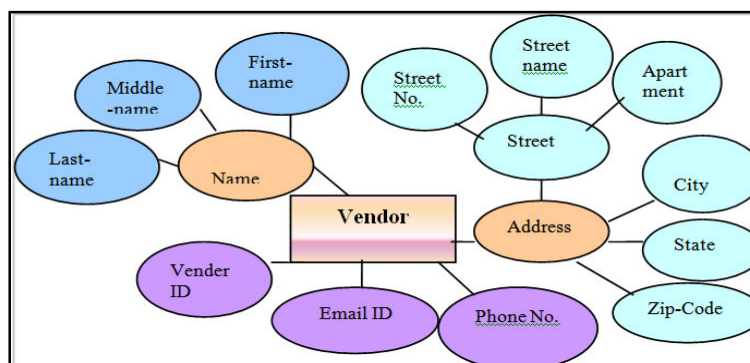 First-
name
Middle
-name
Last-
name
Name
Vendor
Street
name
Street
No.
Apart
ment
Street
City
Address
State
Zip-Code
Vender
ID
Email ID
Phone No.